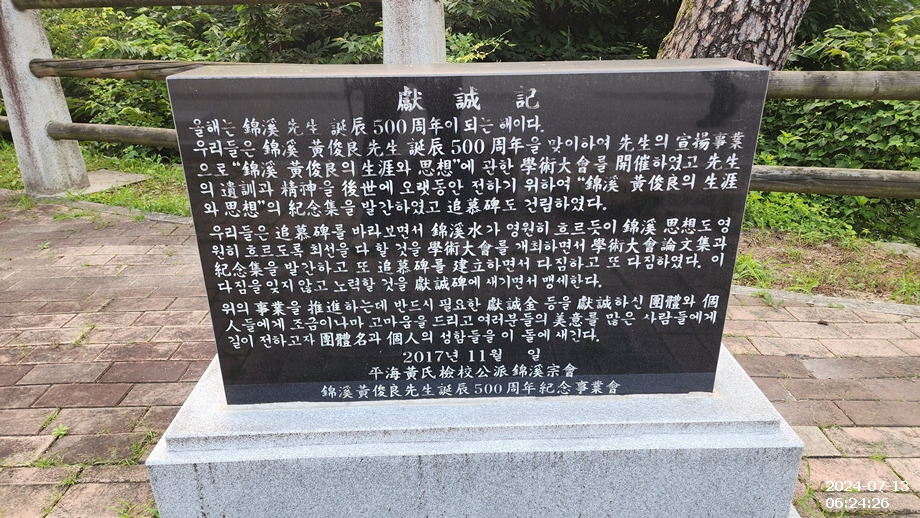 獻誠記
올해는 錦溪 先生 誕辰 500周年이 되는 해이다.
우리들은 錦溪 黃俊良 先生 誕辰 500周年을 맞이하여 先生의 宣揚事業
으로 "錦溪 黃俊良의 生涯와 思想"에 관한 學術大會를 開催하였고 先生
의 遺訓과 精神을 後世에 오랫동안 전하기 위하여 "錦溪 黃俊良의 生涯
와 思想"의 紀念集을 발간하였고 追慕碑도 건립하였다.
우리들은 追慕碑를 바라보면서 錦溪水가 영원히 흐르듯이 錦溪 思想도 영
원히 흐르도록 최선을 다 할 것을 學術大會를 개최하면서 學術大會論文集과
紀念集을 발간하고 또 追慕碑를 建立하면서 다짐하고 또 다짐하였다. 이
다짐을 잊지않고 노력할 것을 獻誠碑에 새기면서 맹세한다.
위의 事業을 推進하는데 반드시 필요한 獻誠金 등을 獻誠하신 團體와 個
人들에게 조금이나마 고마움을 드리고 여러분들의 美意를 많은 사람들에게
길이 전하고자 團體名과 個人의 성함들을 이 돌에 새긴다.
2017년 11월 일
平海黃氏檢校公派錦溪宗會
錦溪黃俊良先生誕辰500周年紀念事業會
2024-07-13
06:24:26